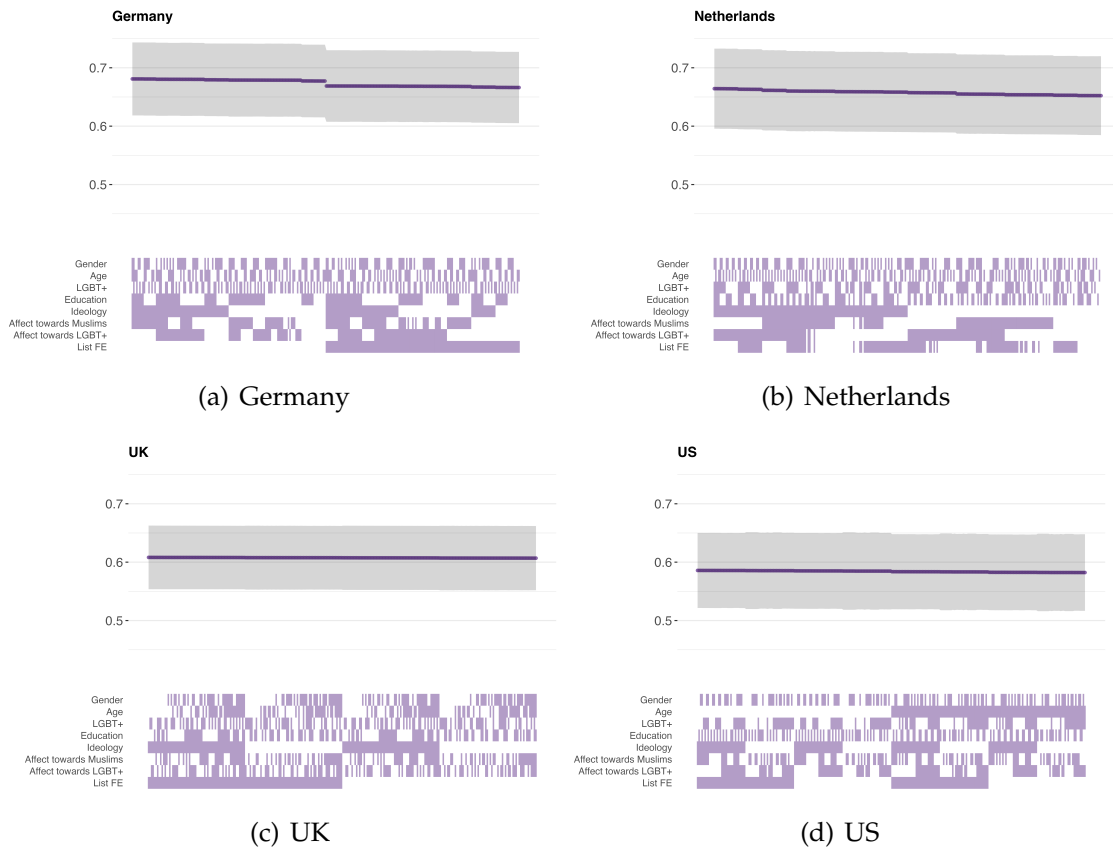 Germany
0.7
0.6
0.5
Gender
Age
LGBT+
Education
Ideology
Affect towards Muslims
Affect towards LGBT+
List FE
(a) Germany
Netherlands
0.7
0.6
0.5
Gender
Age
LGBT+
Education
Ideology
Affect towards Muslims
Affect towards LGBT+
List FE
(b) Netherlands
UK
0.7
0.6
0.5
Gender
Age
LGBT+
Education
Ideology
Affect towards Muslims
Affect towards LGBT+
List FE
(c) UK
US
0.7
0.6
0.5
Gender
Age
LGBT+
Education
Ideology
Affect towards Muslims
Affect towards LGBT+
List FE
(d) US